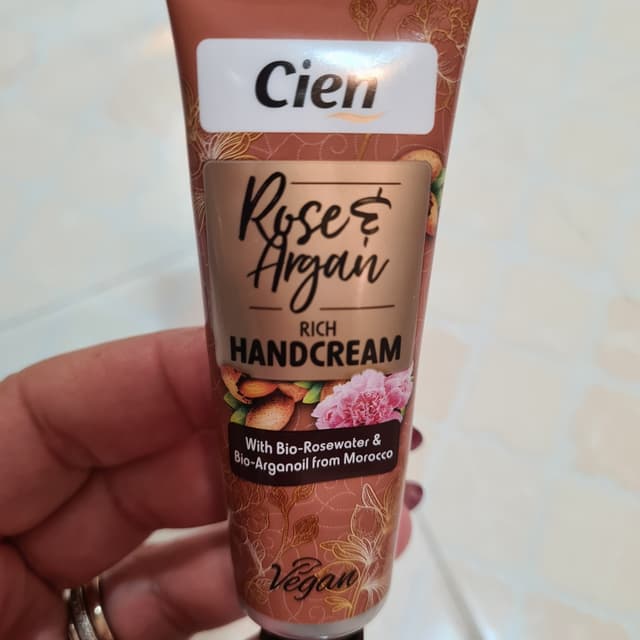 Cien
Rose &
Argan
RICH
HANDCREAM
With Bio-Rosewater &
Bio-Arganoil from Morocco
Vegan